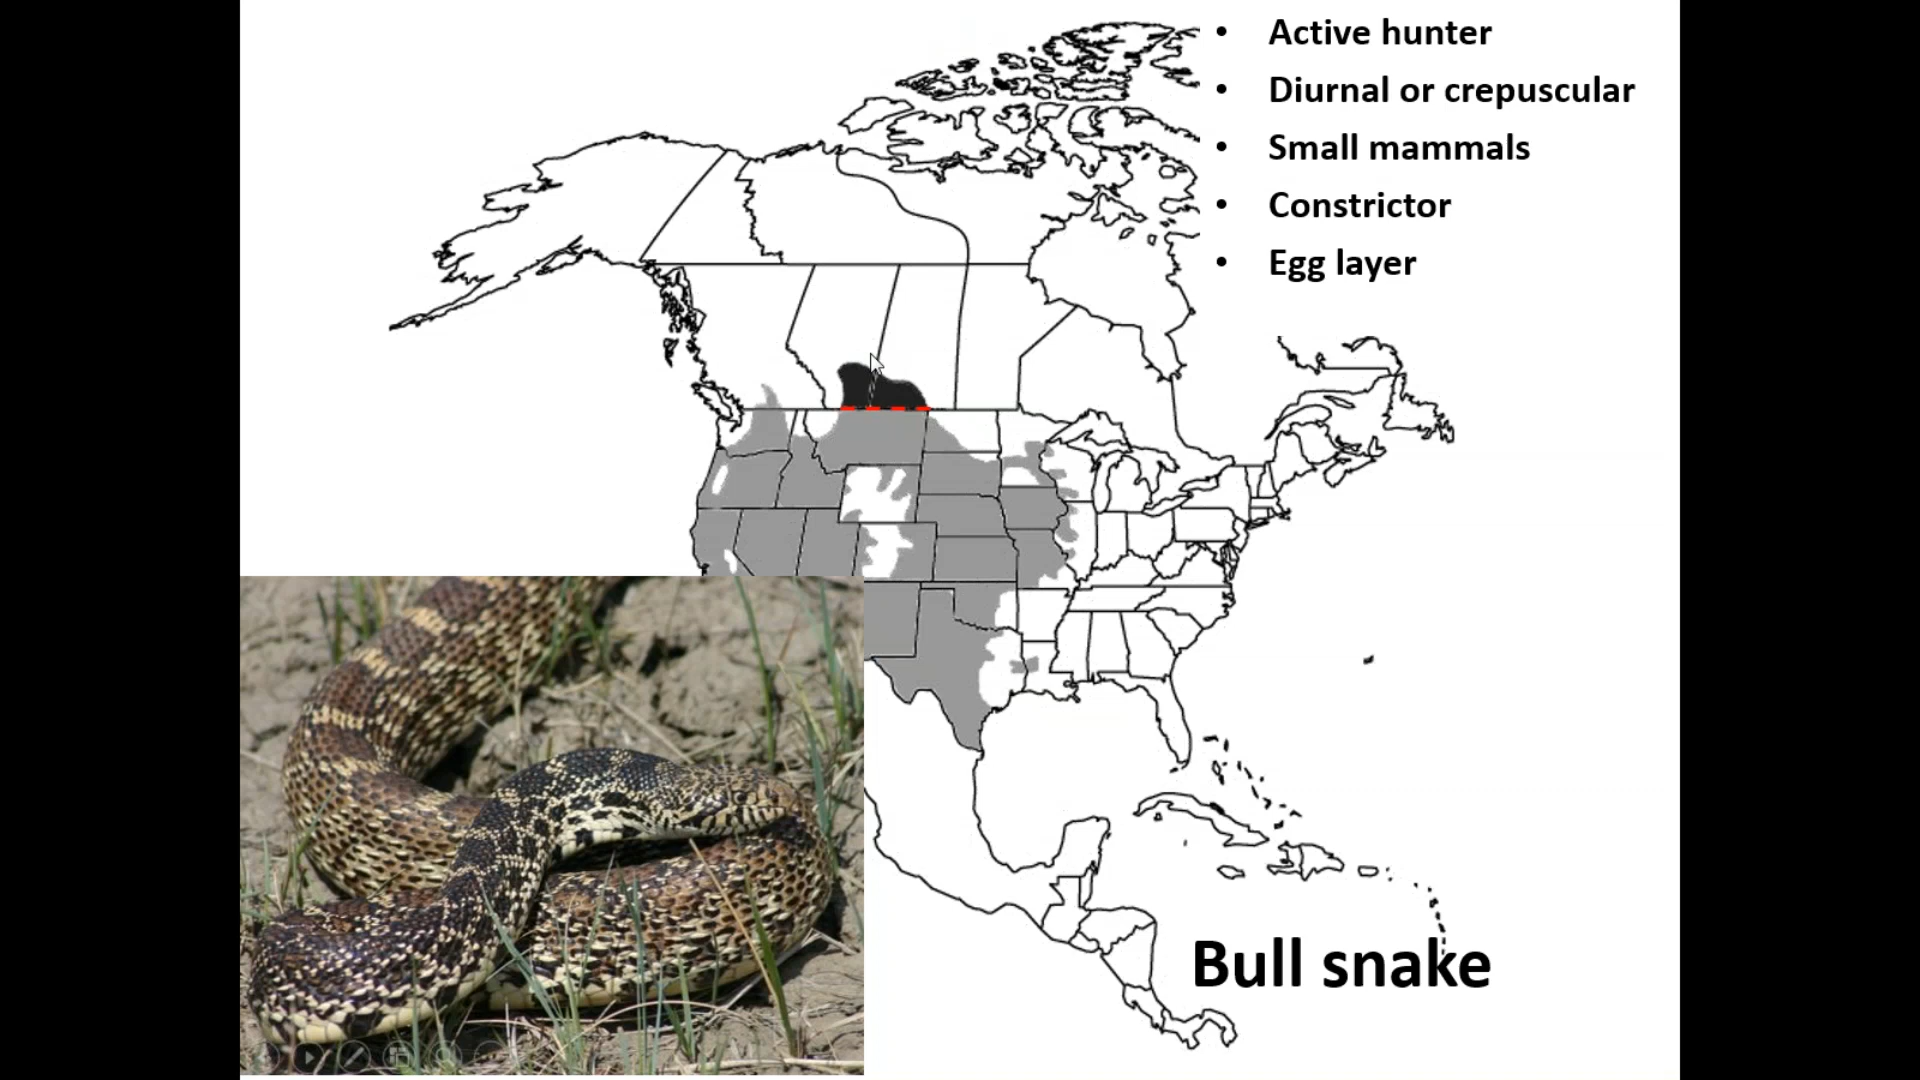 • Active hunter
• Diurnal or crepuscular
• Small mammals
• Constrictor
• Egg layer
Bull snake